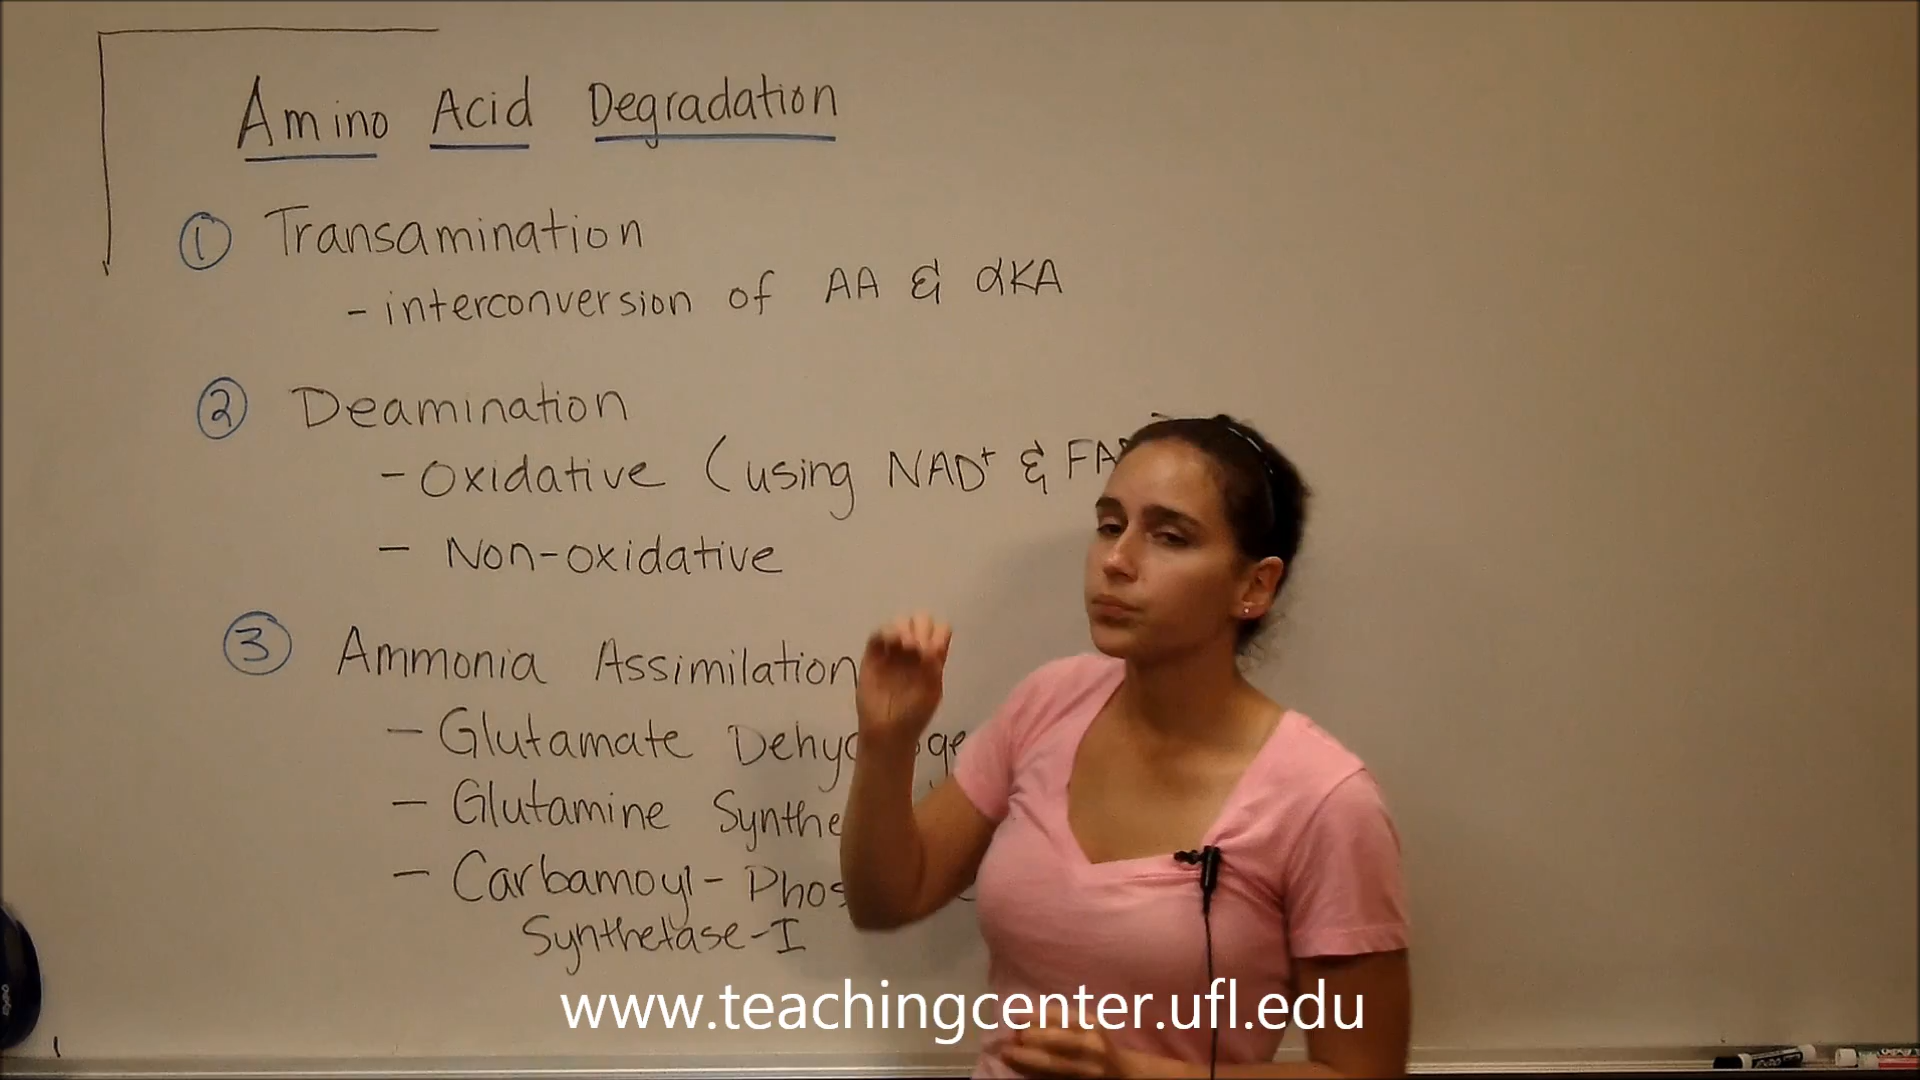 Amino Acid Degradation
① Transamination
- interconversion of AA & αKA
② Deamination
- Oxidative (using NAD⁺ &
- Non-oxidative
③ Ammonia Assimilation
- Glutamate
- Glutamine
- Carbamoyl-
Synthetase-I
www.teachingcenter.ufl.edu